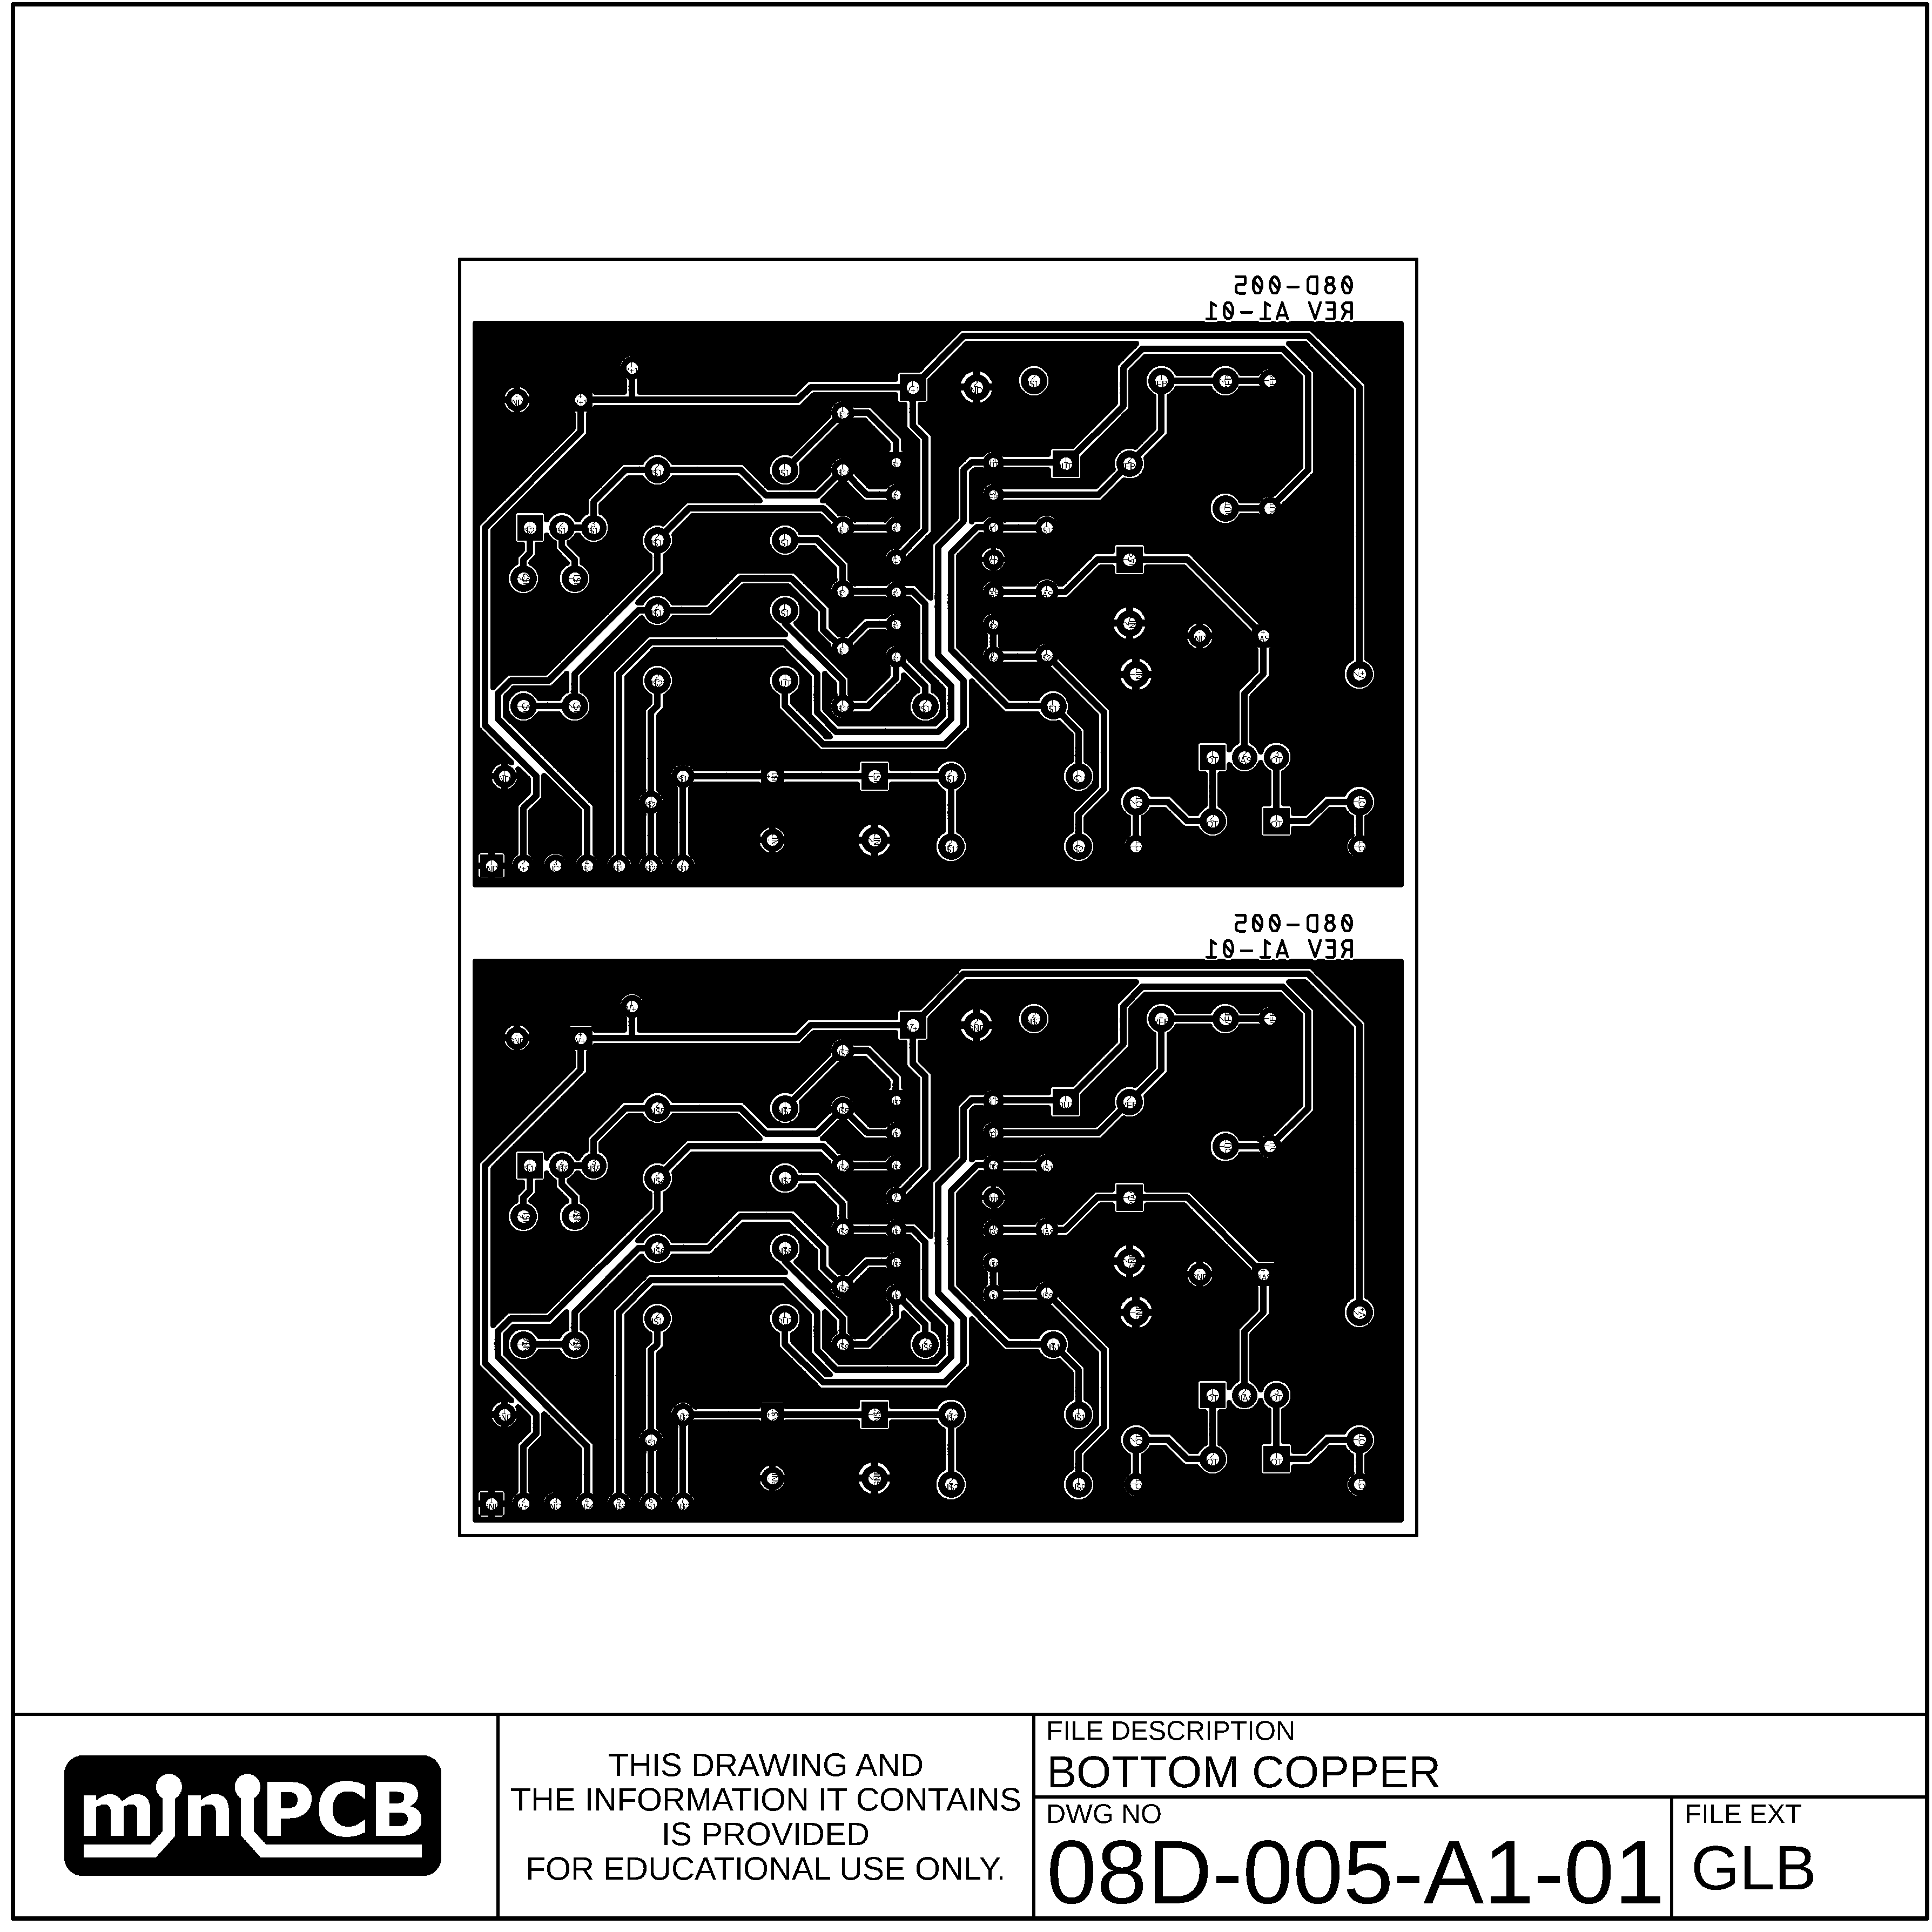 08D-005
REV A1-01
08D-005
REV A1-01
miniPCB
THIS DRAWING AND
THE INFORMATION IT CONTAINS
IS PROVIDED
FOR EDUCATIONAL USE ONLY.
FILE DESCRIPTION
BOTTOM COPPER
DWG NO
08D-005-A1-01
FILE EXT
GLB